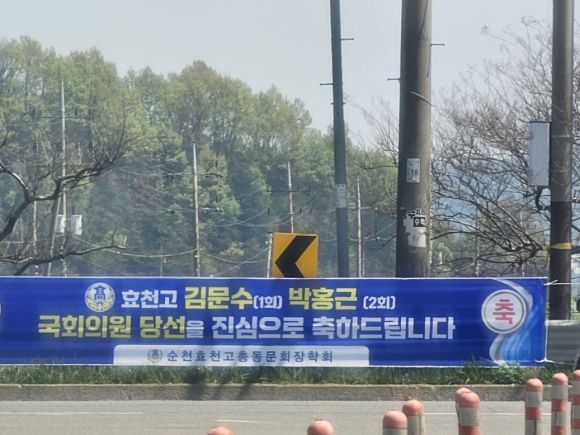 高 효천고 김문수(1회) 박홍근(2회)
국회의원 당선을 진심으로 축하드립니다
축
순천효천고총동문회장학회